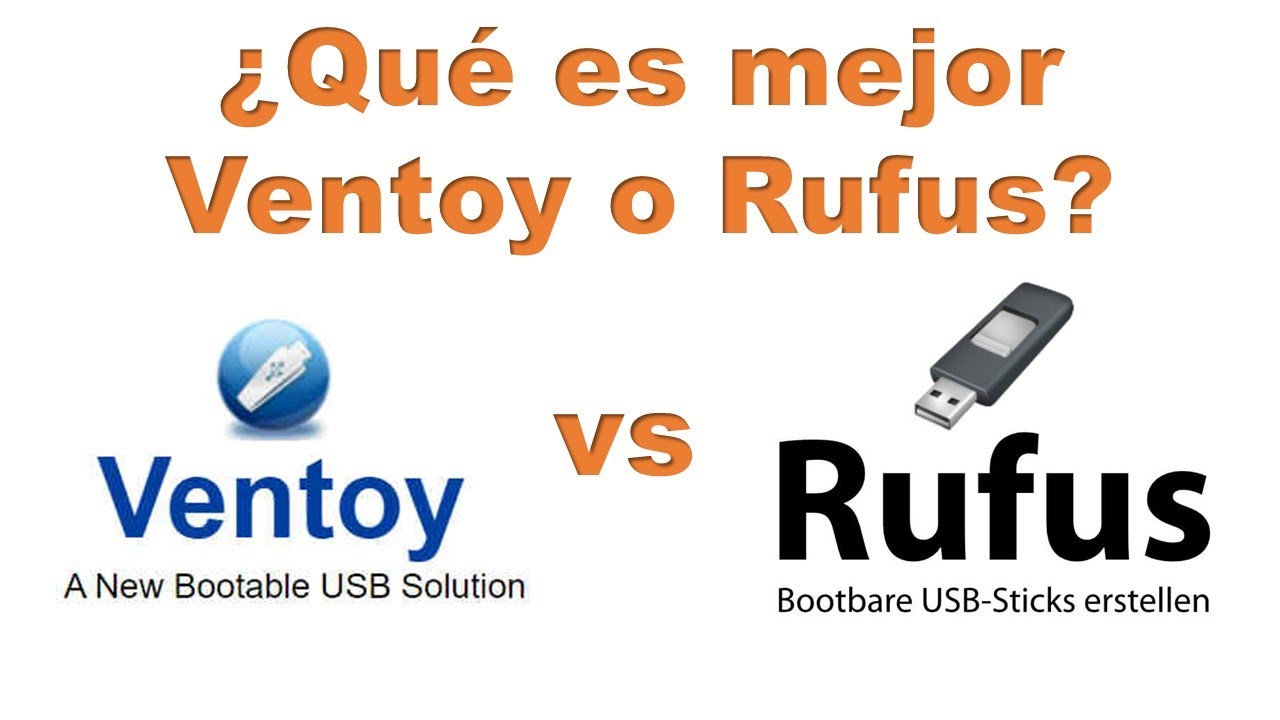 ¿Qué es mejor
Ventoy o Rufus?
vs
Ventoy
A New Bootable USB Solution
Rufus
Bootbare USB-Sticks erstellen